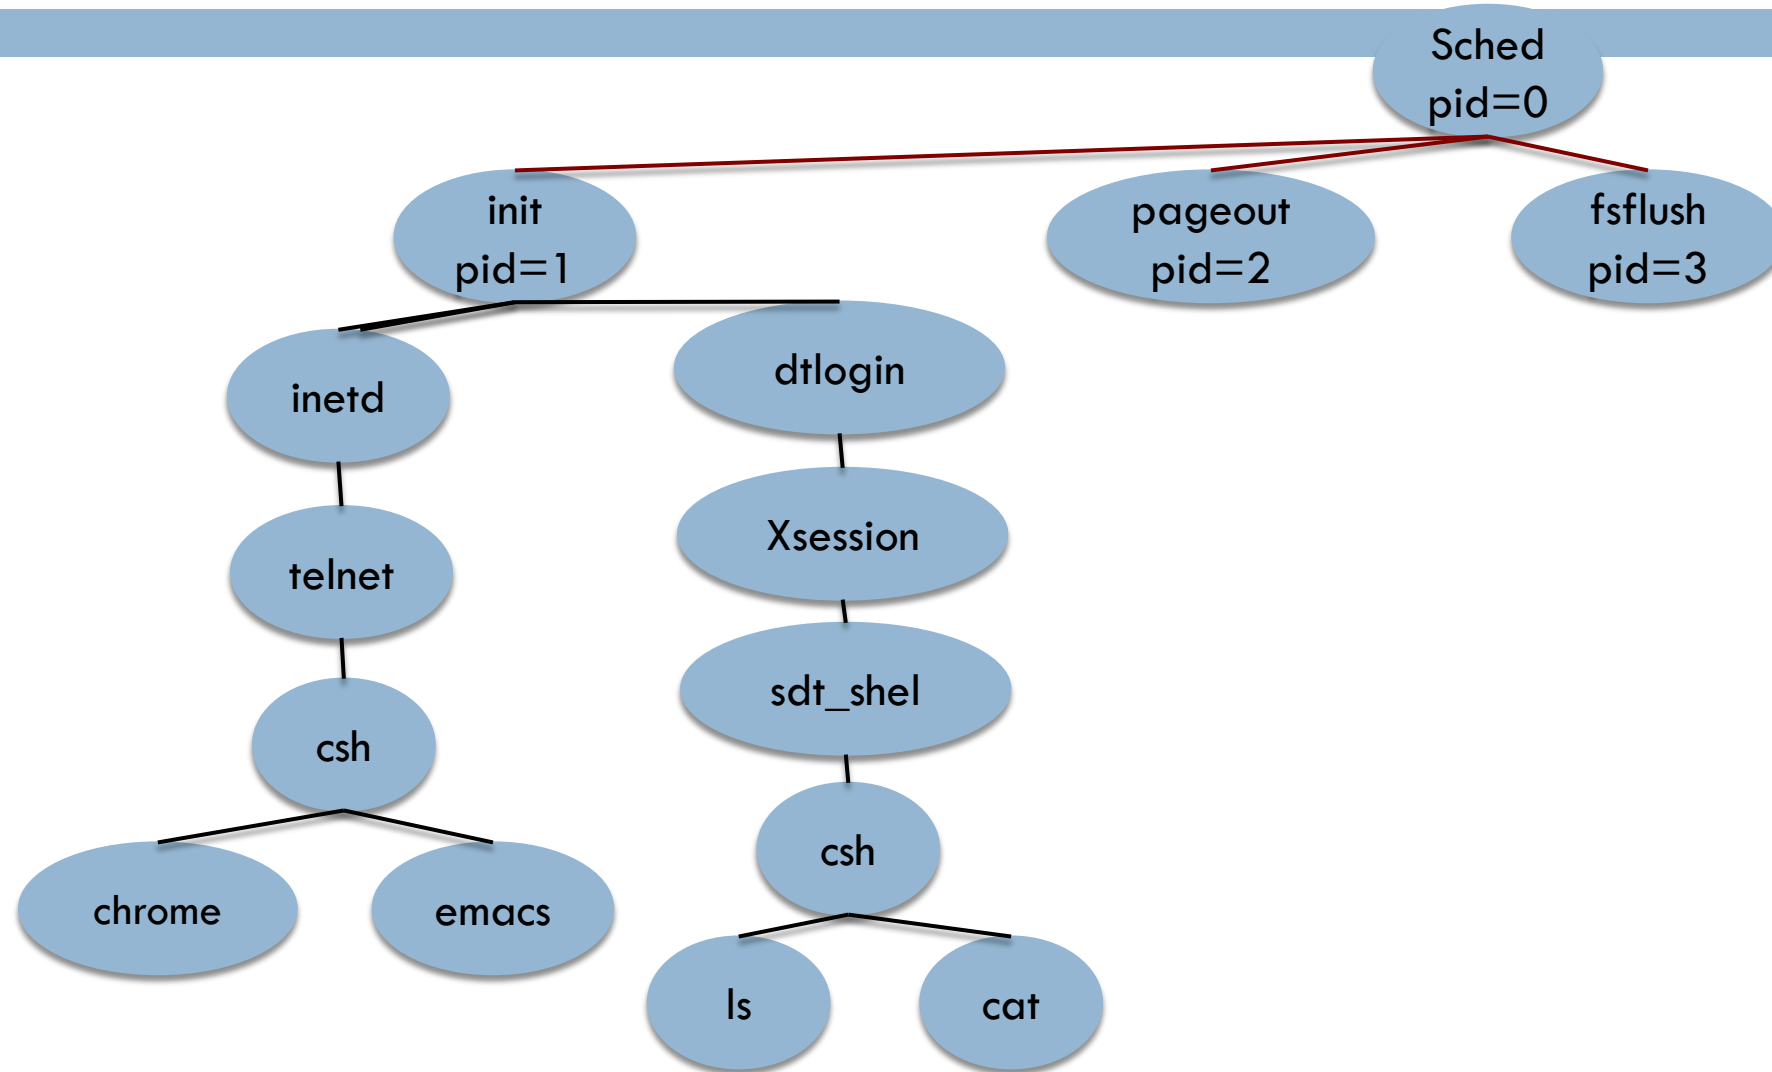 Sched
pid=0
init
pid=1
pageout
pid=2
fsflush
pid=3
inetd
dtlogin
telnet
Xsession
csh
sdt_shel
chrome
emacs
csh
ls
cat